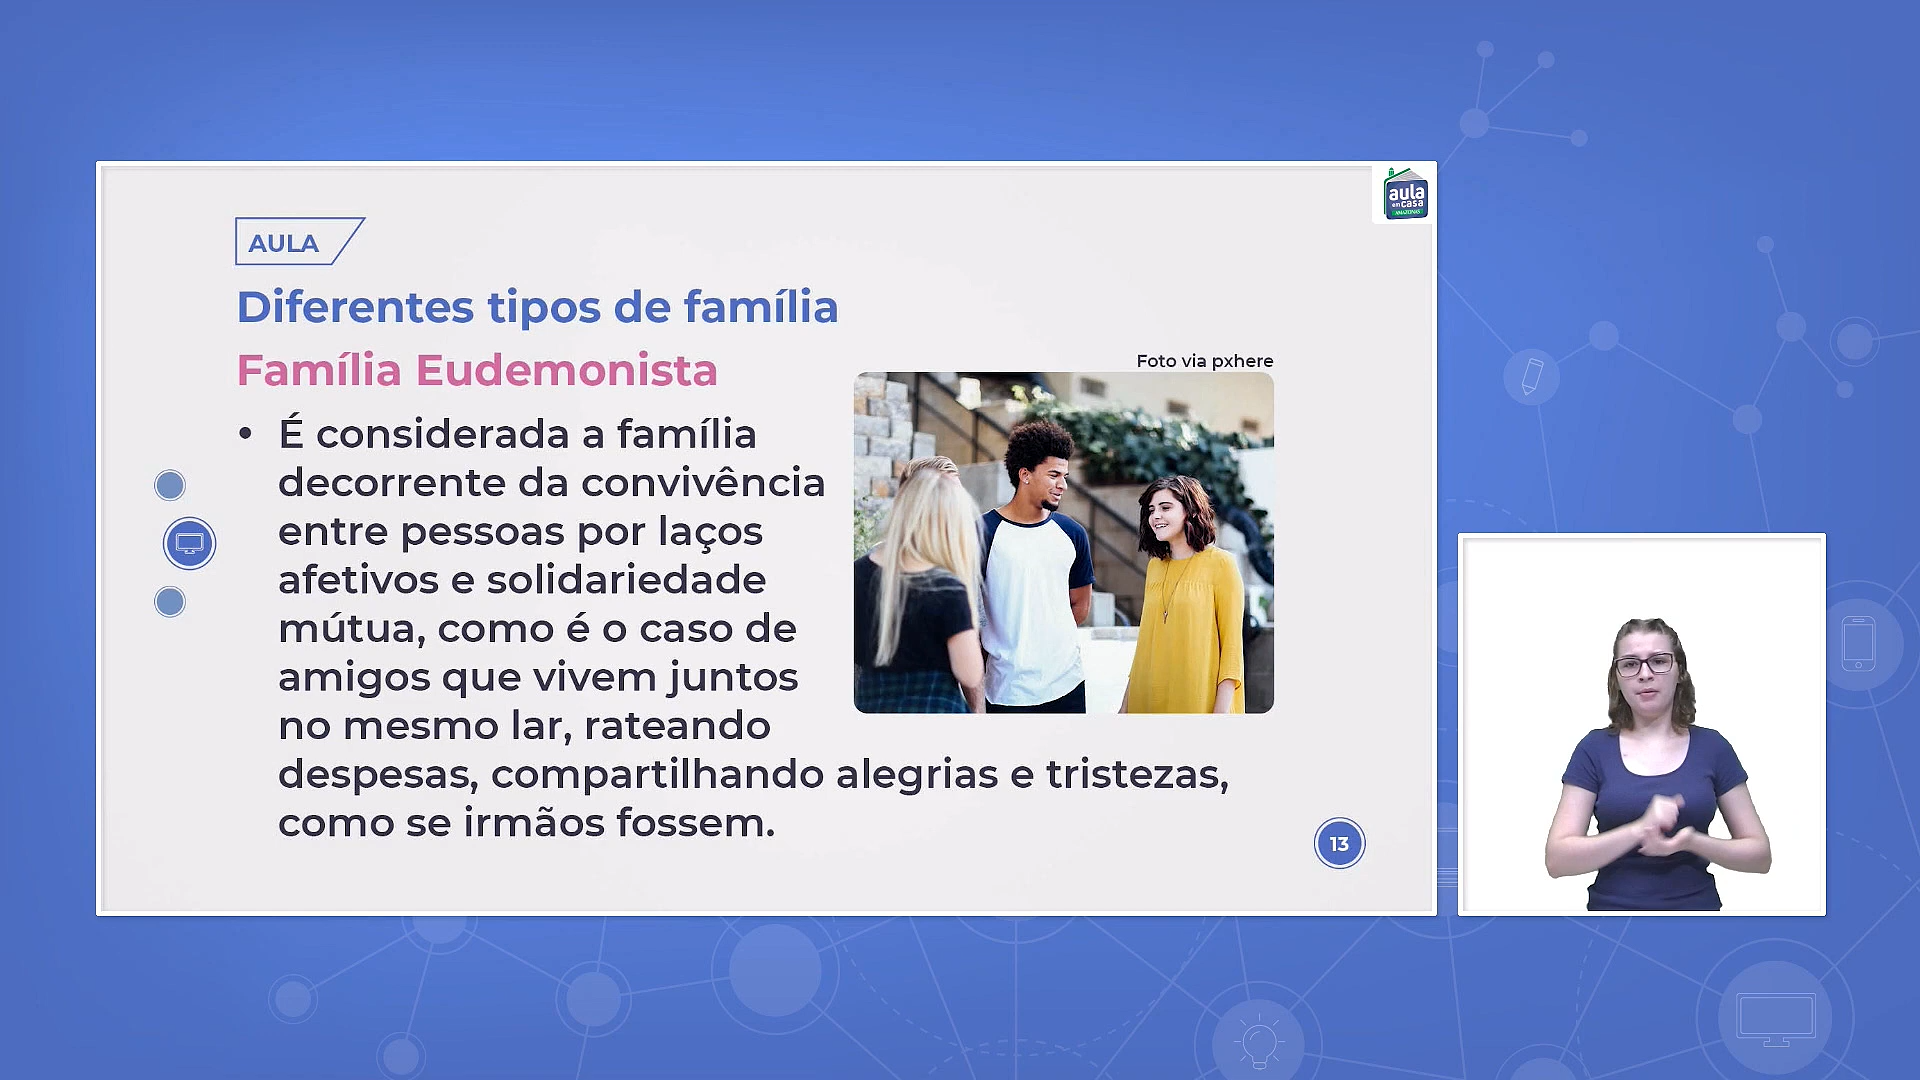 aula
em casa
AMAZONAS
AULA
Diferentes tipos de família
Família Eudemonista
Foto via pxhere
• É considerada a família
decorrente da convivência
entre pessoas por laços
afetivos e solidariedade
mútua, como é o caso de
amigos que vivem juntos
no mesmo lar, rateando
despesas, compartilhando alegrias e tristezas,
como se irmãos fossem.
13